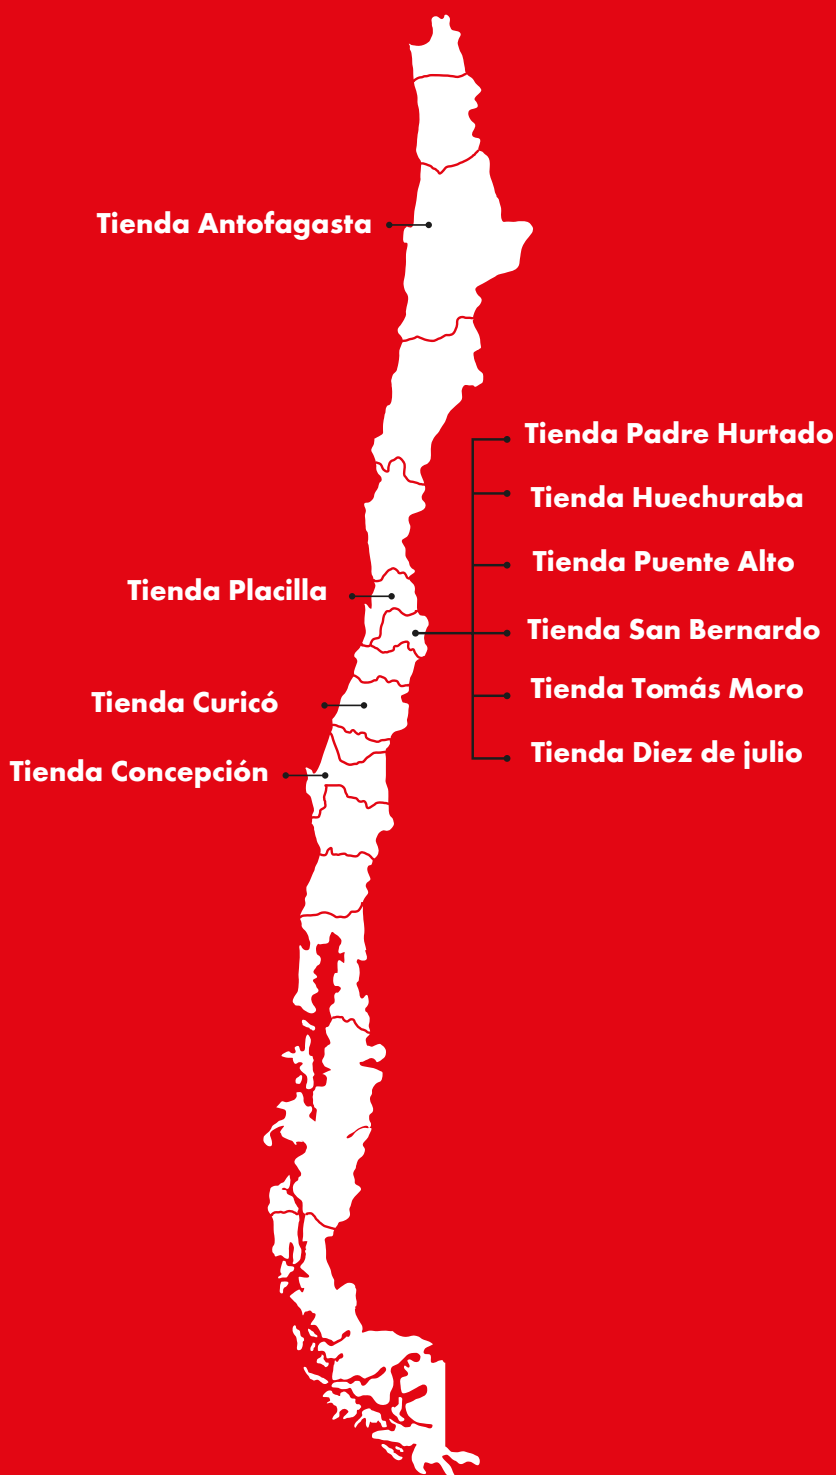 Tienda Antofagasta
Tienda Padre Hurtado
Tienda Huechuraba
Tienda Puente Alto
Tienda Placilla
Tienda San Bernardo
Tienda Tomás Moro
Tienda Curicó
Tienda Diez de julio
Tienda Concepción